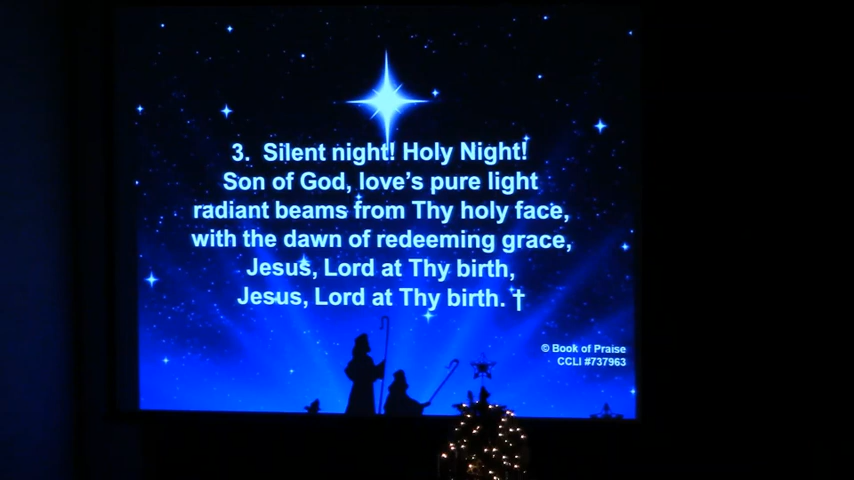 3. Silent night! Holy Night!
Son of God, love's pure light
radiant beams from Thy holy face,
with the dawn of redeeming grace,
Jesus, Lord at Thy birth,
Jesus, Lord at Thy birth. †
© Book of Praise
CCLI #737963